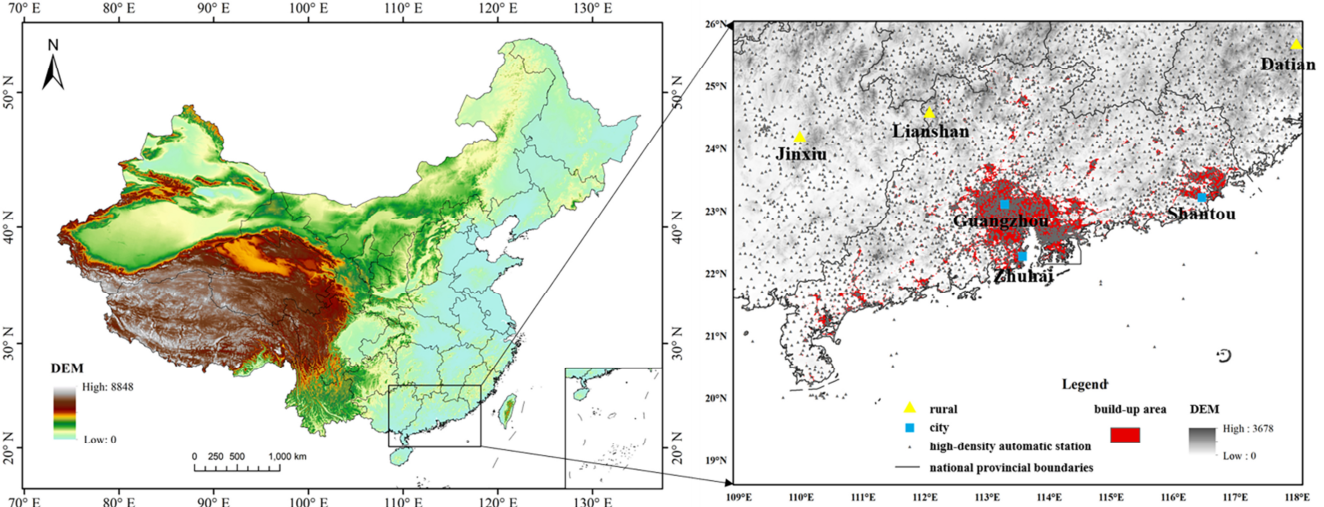 70° E 80° E 90° E 100° E 110° E 120° E 130° E
N
50° N
40° N
30° N
20° N
DEM
High: 8848
Low: 0
0 250 500 1,000 km
50° N
40° N
30° N
20° N
70° E 80° E 90° E 100° E 110° E 120° E 130° E
26°N
25°N
24°N
23°N
22°N
21°N
20°N
19°N
Datian
Lianshan
Jinxiu
Guangzhou
Shantou
Zhuhai
Legend
rural
city
high-density automatic station
national provincial boundaries
build-up area
DEM
High : 3678
Low : 0
109°E 110°E 111°E 112°E 113°E 114°E 115°E 116°E 117°E 118°E